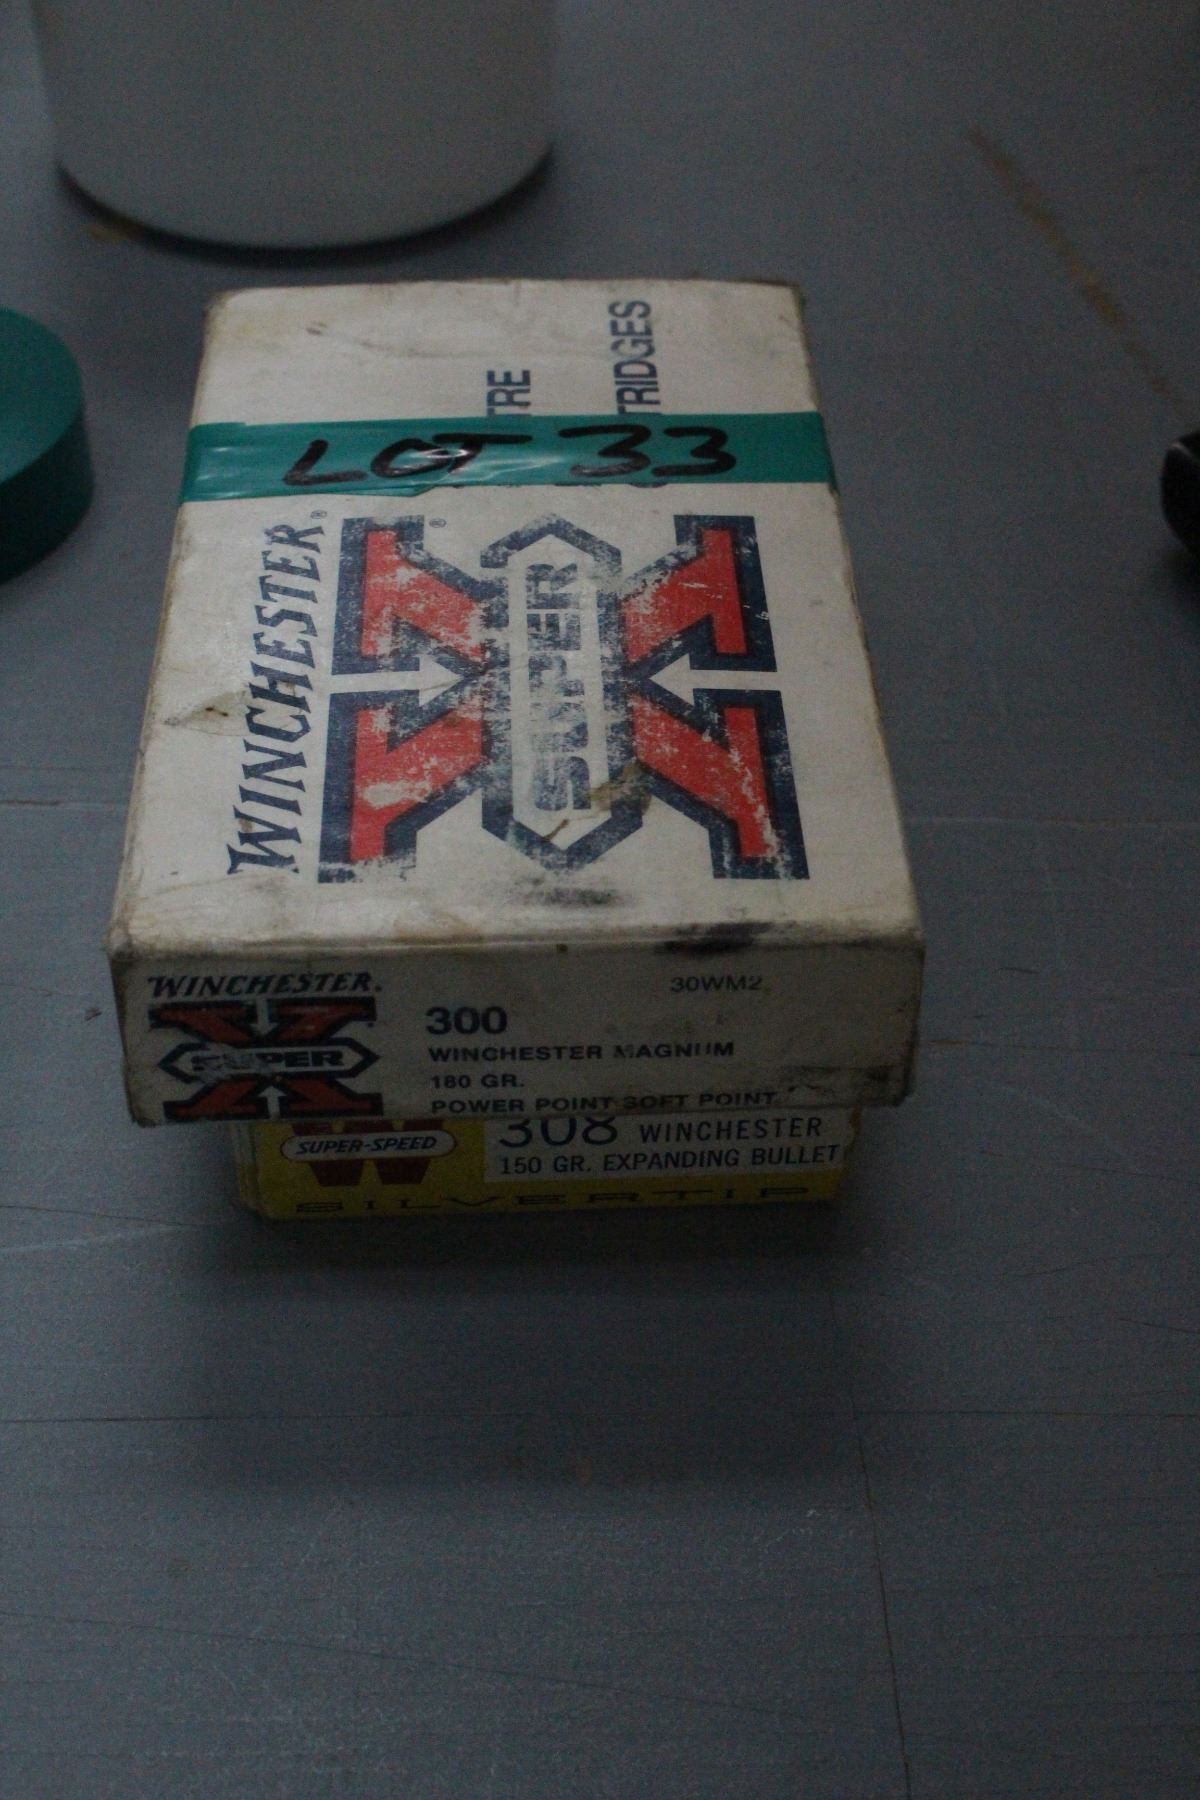 TRE
TRIDGES
LOT 33
WINCHESTER®
SUPER
®
WINCHESTER®
SUPER
300
30WM2
WINCHESTER MAGNUM
180 GR.
POWER POINT SOFT POINT
W
SUPER-SPEED
308 WINCHESTER
150 GR. EXPANDING BULLET
SILVERTIP